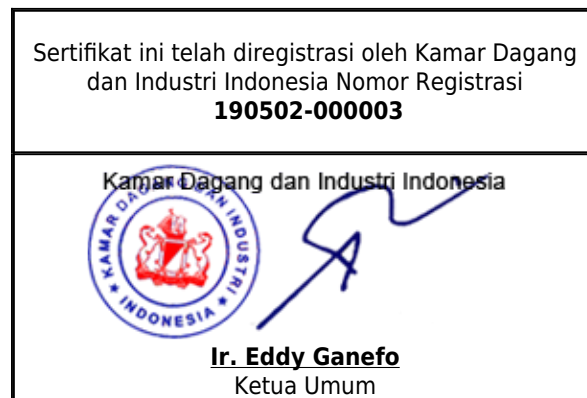 Sertifikat ini telah diregistrasi oleh Kamar Dagang
dan Industri Indonesia Nomor Registrasi
190502-000003
Kamar Dagang dan Industri Indonesia
KAMAR DAGANG DAN INDUSTRI
INDONESIA
Ir. Eddy Ganefo
Ketua Umum